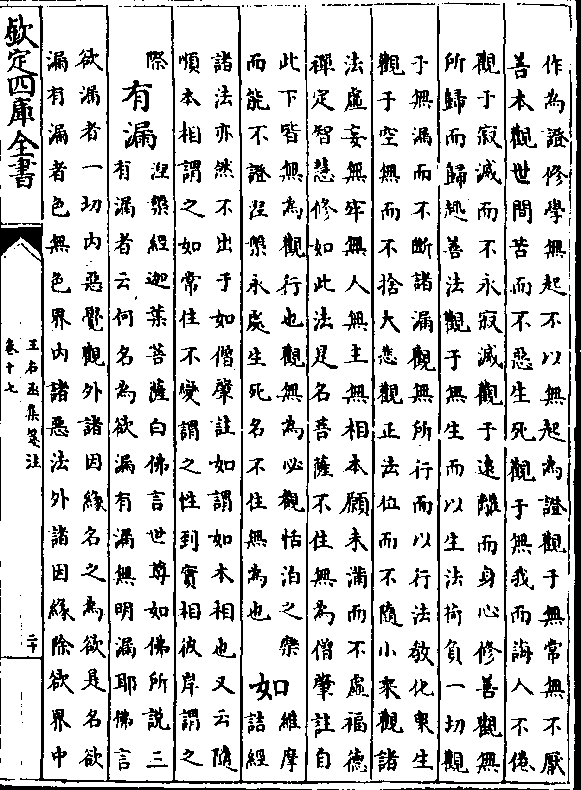 作為證修學無起不以無起為證觀于無常無不厭
善本觀世間苦而不惡生死觀于無我而誨人不倦
觀于寂滅而不永寂滅觀于遠離而身心修善觀無
所歸而歸趣善法觀于無生而以生法荷負一切觀
于無漏而不斷諸漏觀無所行而以行法教化衆生
觀于空無而不捨大悲觀正法位而不隨小乘觀諸
法虛妄無牢無人無主無相本願未滿而不虛福德
禪定智慧修如此法是名菩薩不住無為僧肇註自
此下皆無為觀行也觀無為必觀恬泊之樂
而能不證涅槃永處生死名不住無為也
如
維摩
詰經
諸法亦然不出于如僧肇註如謂如本相也又云隨
順本相謂之如常住不變謂之性到實相彼岸謂之
際
有漏
涅槃經迦葉菩薩白佛言世尊如佛所說三
有漏者云何名為欲漏有漏無明漏耶佛言
欲漏者一切内惡覺觀外諸因緣名之為欲是名欲
漏有漏者色無色界内諸惡法外諸因緣除欲界中
欽定四庫全書
王右丞集箋注
卷十七
二十